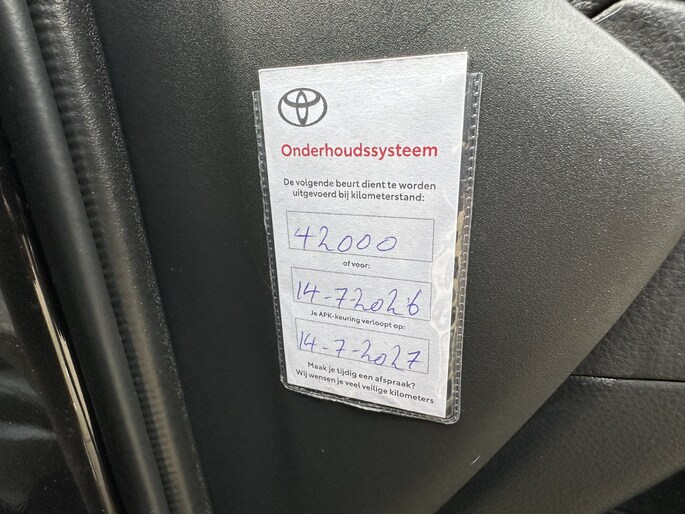 Onderhoudssysteem
De volgende beurt dient te worden
uitgevoerd bij kilometerstand:
42000
of voor:
14-7-2026
Je APK-keuring verloopt op:
14-7-2027
Maak je tijdig een afspraak?
Wij wensen je veel veilige kilometers